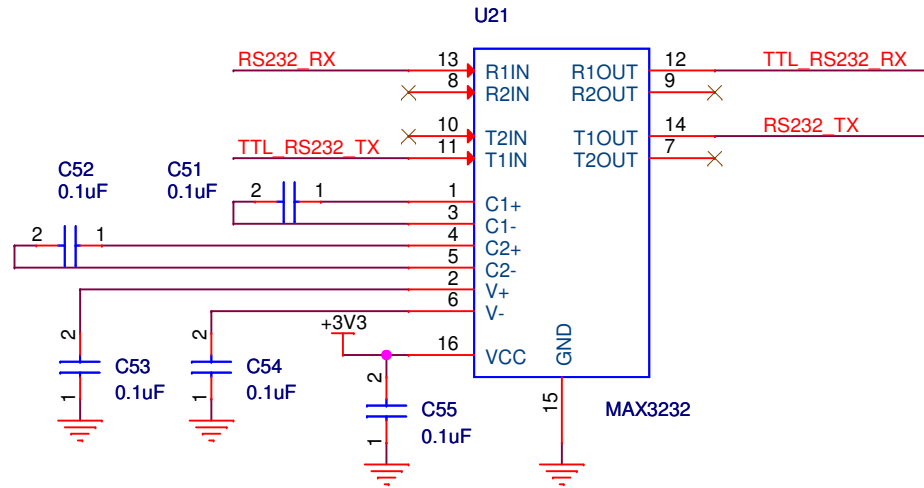 U21
RS232_RX 13 R1IN R1OUT 12 TTL_RS232_RX
8 R2IN R2OUT 9
10 T2IN T1OUT 14 RS232_TX
TTL_RS232_TX 11 T1IN T2OUT 7
C52
0.1uF
C51
0.1uF
2 1 1 C1+
3 C1-
2 1 4 C2+
5 C2-
2 V+
6 V-
+3V3
16 VCC GND
2 C53
0.1uF
1
2 C54
0.1uF
1
2 C55
0.1uF
1
15
MAX3232